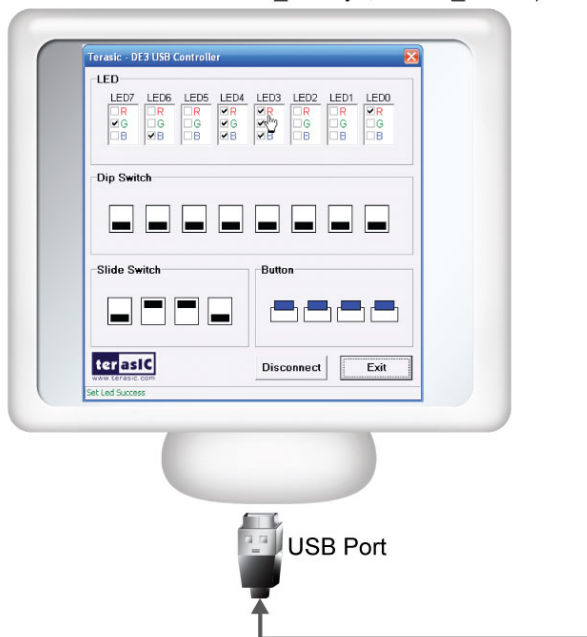 Terasic - DE3 USB Controller
LED
LED7 LED6 LED5 LED4 LED3 LED2 LED1 LED0
R R R R R R R R
G G G G G G G
B B B B B B B B
Dip Switch
Slide Switch Button
terasIC
www.terasic.com
Disconnect Exit
Set Led Success
USB Port